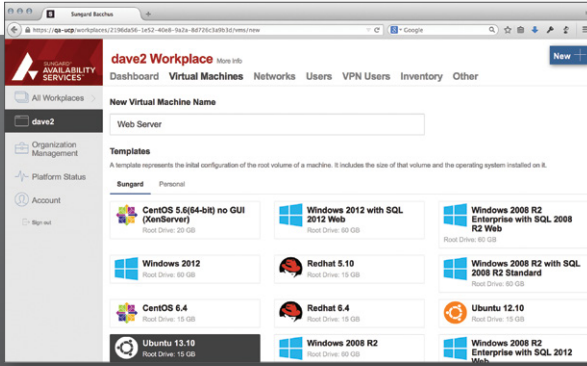 Sungard Bacchus
https://qa-ucp/workplaces/2196da56-1e52-40e8-9a2a-8d726c3a9b3d/vms/new
Google
SUNGARD
AVAILABILITY
SERVICES
All Workplaces
dave2
Organization
Management
Platform Status
Account
Sign out
dave2 Workplace More Info
New +
Dashboard Virtual Machines Networks Users VPN Users Inventory Other
New Virtual Machine Name
Web Server
Templates
A template represents the inital configuration of the root volume of a machine. It includes the size of that volume and the operating system installed on it.
Sungard Personal
CentOS 5.6(64-bit) no GUI
(XenServer)
Root Drive: 20 GB
Windows 2012 with SQL
2012 Web
Root Drive: 60 GB
Windows 2008 R2
Enterprise with SQL 2008
R2 Web
Root Drive: 60 GB
Windows 2012
Root Drive: 60 GB
Redhat 5.10
Root Drive: 15 GB
Windows 2008 R2 with SQL
2008 R2 Standard
Root Drive: 60 GB
CentOS 6.4
Root Drive: 15 GB
Redhat 6.4
Root Drive: 15 GB
Ubuntu 12.10
Root Drive: 15 GB
Ubuntu 13.10
Root Drive: 15 GB
Windows 2008 R2
Root Drive: 60 GB
Windows 2008 R2
Enterprise with SQL 2012
Web